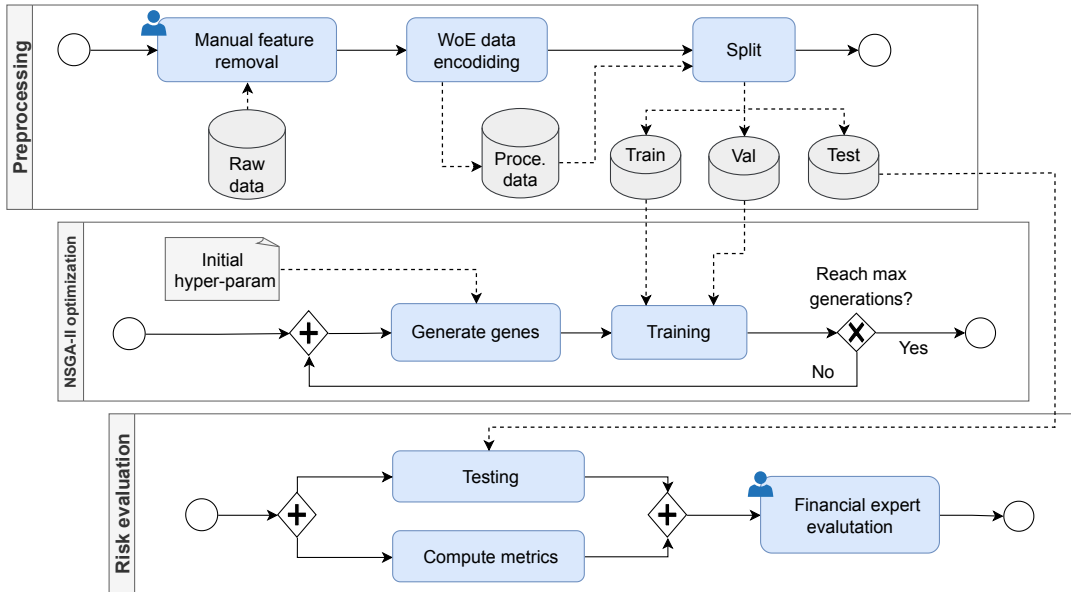 Preprocessing
Manual feature
removal
WoE data
encodiding
Split
Raw
data
Proce.
data
Train
Val
Test
NSGA-II optimization
Initial
hyper-param
Generate genes
Training
Reach max
generations?
Yes
No
Risk evaluation
Testing
Compute metrics
Financial expert
evalutation